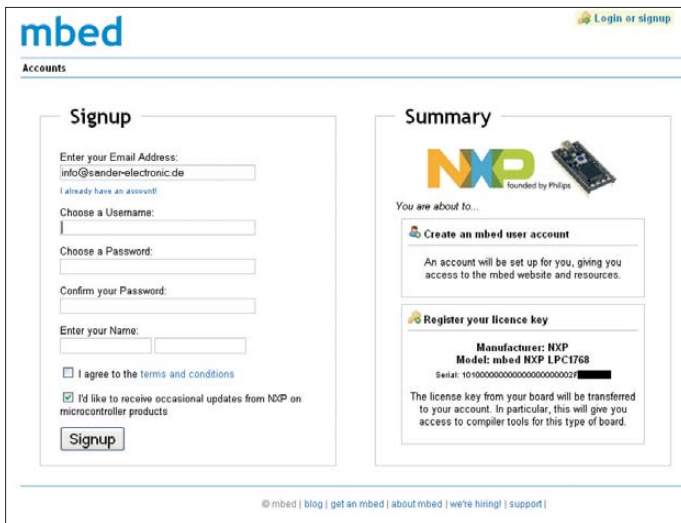 Login or signup
mbed
Accounts
Signup
Enter your Email Address:
info@sander-electronic.de
I already have an account!
Choose a Username:
Choose a Password:
Confirm your Password:
Enter your Name:
I agree to the terms and conditions
I'd like to receive occasional updates from NXP on
microcontroller products
Signup
Summary
NXP
founded by Philips
You are about to...
Create an mbed user account
An account will be set up for you, giving you
access to the mbed website and resources.
Register your licence key
Manufacturer: NXP
Model: mbed NXP LPC1768
Serial:
The license key from your board will be transferred
to your account. In particular, this will give you
access to compiler tools for this type of board.
© mbed | blog | get an mbed | about mbed | we're hiring! | support |